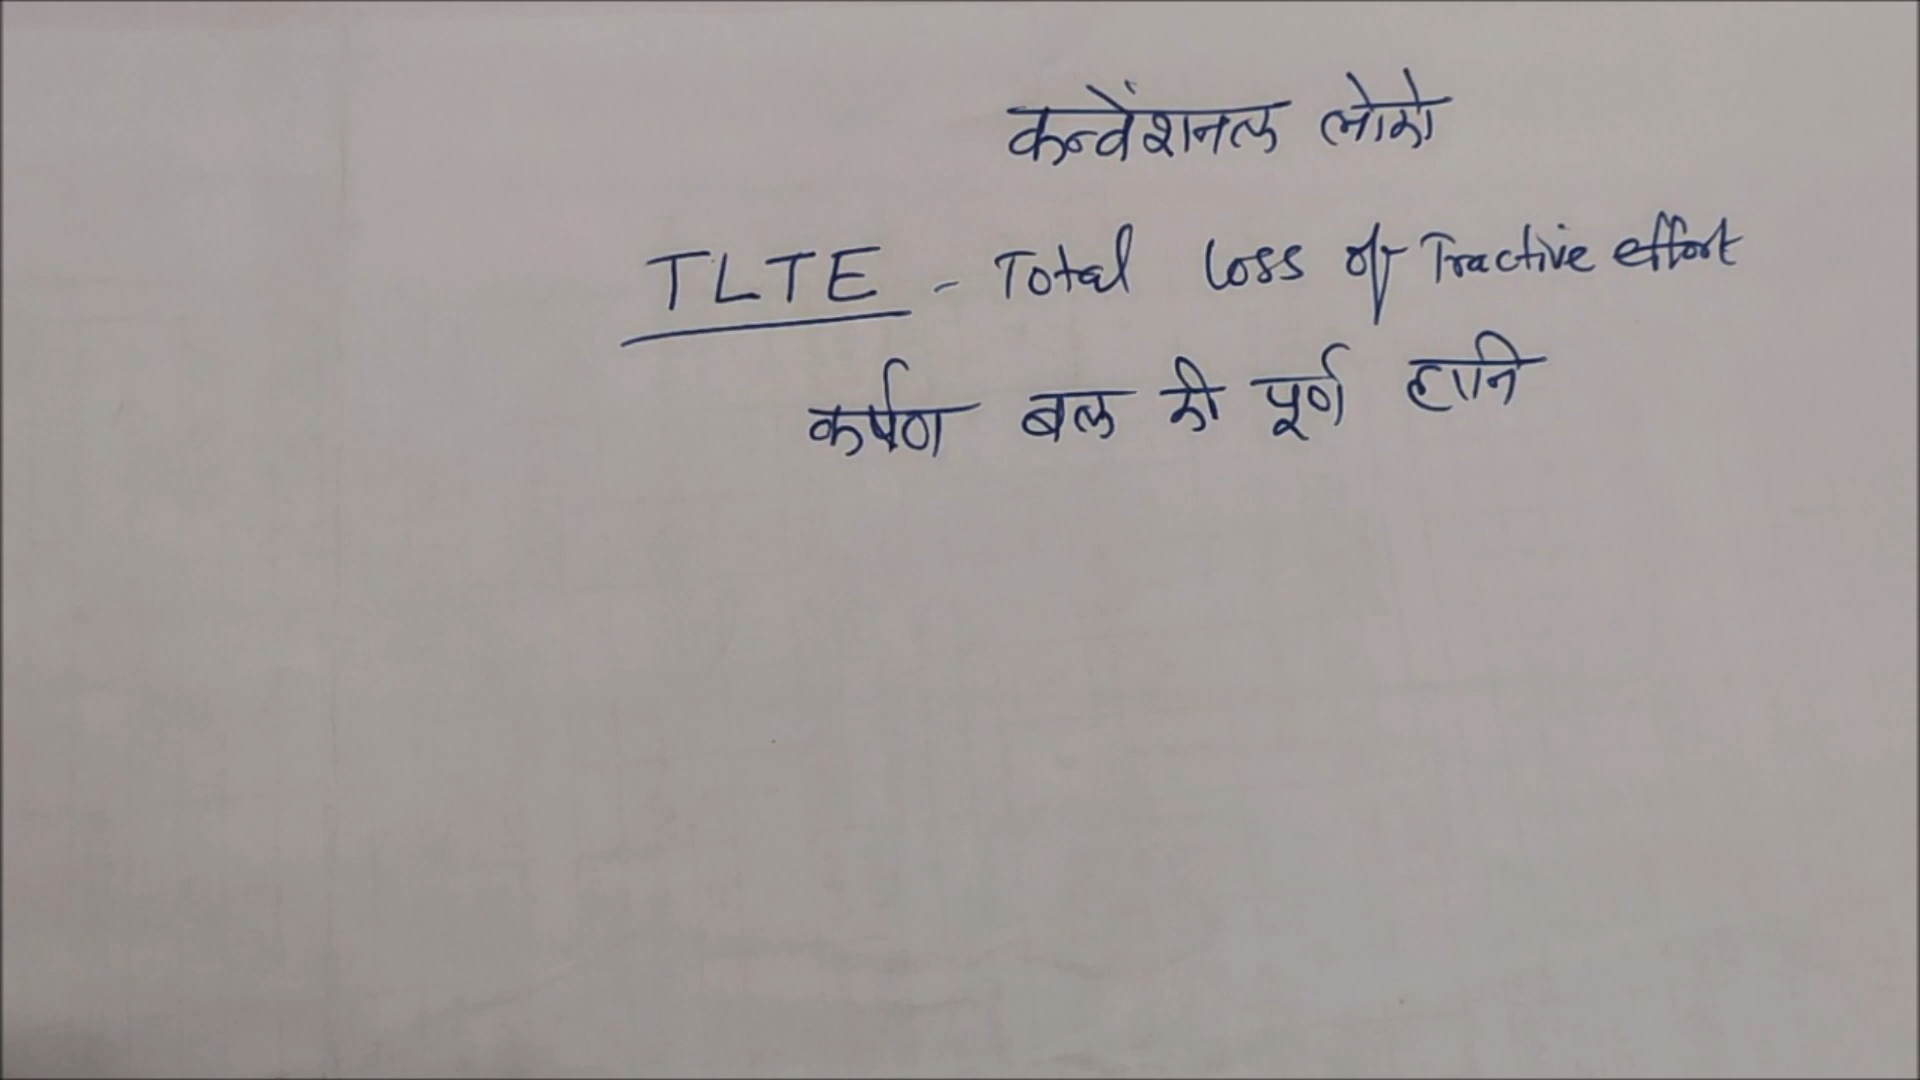 कन्वेंशनल लोको
TLTE - Total Loss of Tractive effort
कर्षण बल की पूर्ण हानि